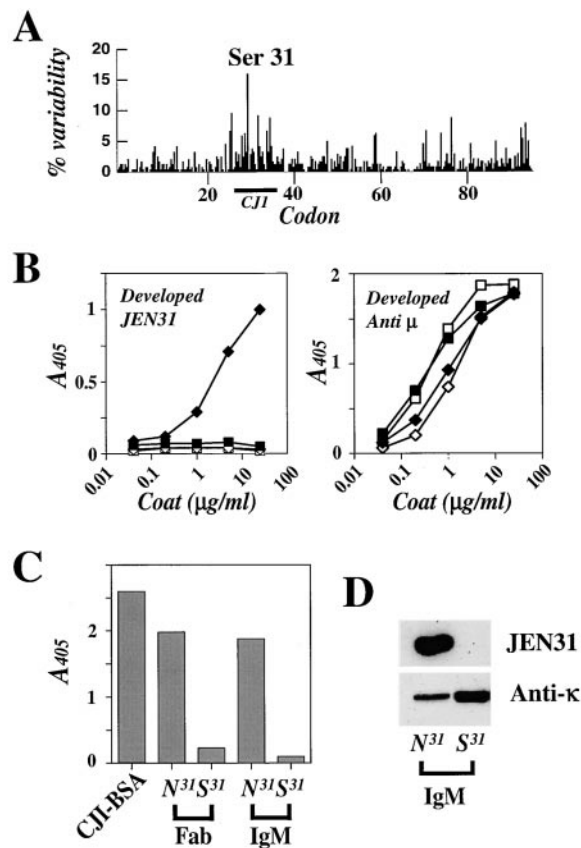 A
% variability
20
15
10
5
0
Ser 31
20
40
60
80
CJ1
Codon
B
A405
1
0.5
0
Developed
JEN31
0.01
0.1
1
10
100
Coat (µg/ml)
A405
2
1
0
Developed
Anti µ
0.01
0.1
1
10
100
Coat (µg/ml)
C
A405
2
1
0
CJI-BSA
N31 S31
Fab
N31 S31
IgM
D
JEN31
Anti-κ
N31 S31
IgM